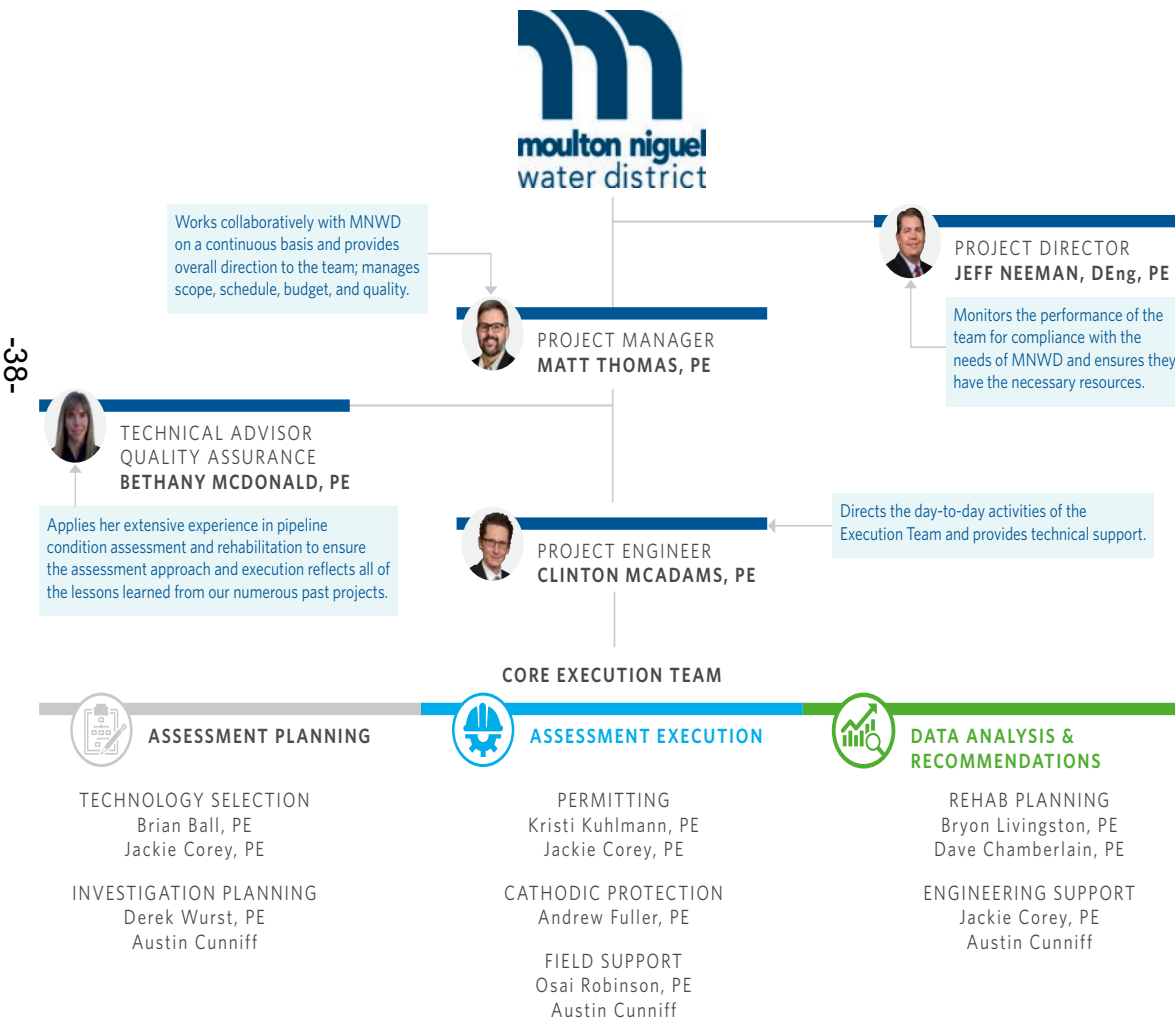 moulton niguel
water district
Works collaboratively with MNWD
on a continuous basis and provides
overall direction to the team; manages
scope, schedule, budget, and quality.
PROJECT DIRECTOR
JEFF NEEMAN, DEng, PE
Monitors the performance of the
team for compliance with the
needs of MNWD and ensures they
have the necessary resources.
PROJECT MANAGER
MATT THOMAS, PE
-38-
TECHNICAL ADVISOR
QUALITY ASSURANCE
BETHANY MCDONALD, PE
Applies her extensive experience in pipeline
condition assessment and rehabilitation to ensure
the assessment approach and execution reflects all of
the lessons learned from our numerous past projects.
Directs the day-to-day activities of the
Execution Team and provides technical support.
PROJECT ENGINEER
CLINTON MCADAMS, PE
CORE EXECUTION TEAM
ASSESSMENT PLANNING
TECHNOLOGY SELECTION
Brian Ball, PE
Jackie Corey, PE
INVESTIGATION PLANNING
Derek Wurst, PE
Austin Cunniff
ASSESSMENT EXECUTION
PERMITTING
Kristi Kuhlmann, PE
Jackie Corey, PE
CATHODIC PROTECTION
Andrew Fuller, PE
FIELD SUPPORT
Osai Robinson, PE
Austin Cunniff
DATA ANALYSIS &
RECOMMENDATIONS
REHAB PLANNING
Bryon Livingston, PE
Dave Chamberlain, PE
ENGINEERING SUPPORT
Jackie Corey, PE
Austin Cunniff